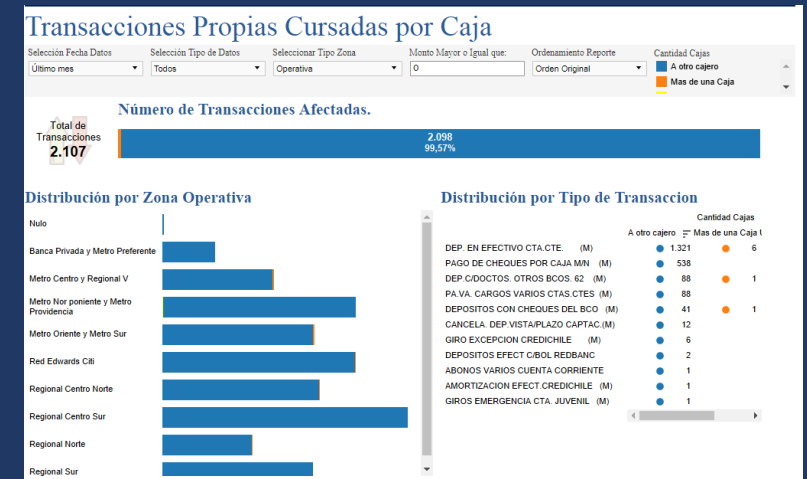 Transacciones Propias Cursadas por Caja
Selección Fecha Datos
Selección Tipo de Datos
Seleccionar Tipo Zona
Monto Mayor o Igual que:
Ordenamiento Reporte
Cantidad Cajas
Último mes
Todos
Operativa
0
Orden Original
A otro cajero
Mas de una Caja
Número de Transacciones Afectadas.
Total de
Transacciones
2.107
2.098
99,57%
Distribución por Zona Operativa
Nulo
Banca Privada y Metro Preferente
Metro Centro y Regional V
Metro Nor poniente y Metro
Providencia
Metro Oriente y Metro Sur
Red Edwards Citi
Regional Centro Norte
Regional Centro Sur
Regional Norte
Regional Sur
Distribución por Tipo de Transaccion
Cantidad Cajas
A otro cajero Mas de una Caja
DEP. EN EFECTIVO CTA.CTE. (M) 1.321 6
PAGO DE CHEQUES POR CAJA M/N (M) 538
DEP.C/DOCTOS. OTROS BCOS. 62 (M) 88 1
PA.VA. CARGOS VARIOS CTAS.CTES (M) 88
DEPOSITOS CON CHEQUES DEL BCO (M) 41 1
CANCELA. DEP.VISTA/PLAZO CAPTAC.(M) 12
GIRO EXCEPCION CREDICHILE (M) 6
DEPOSITOS EFECT C/BOL REDBANC 2
ABONOS VARIOS CUENTA CORRIENTE 1
AMORTIZACION EFECT.CREDICHILE (M) 1
GIROS EMERGENCIA CTA. JUVENIL (M) 1